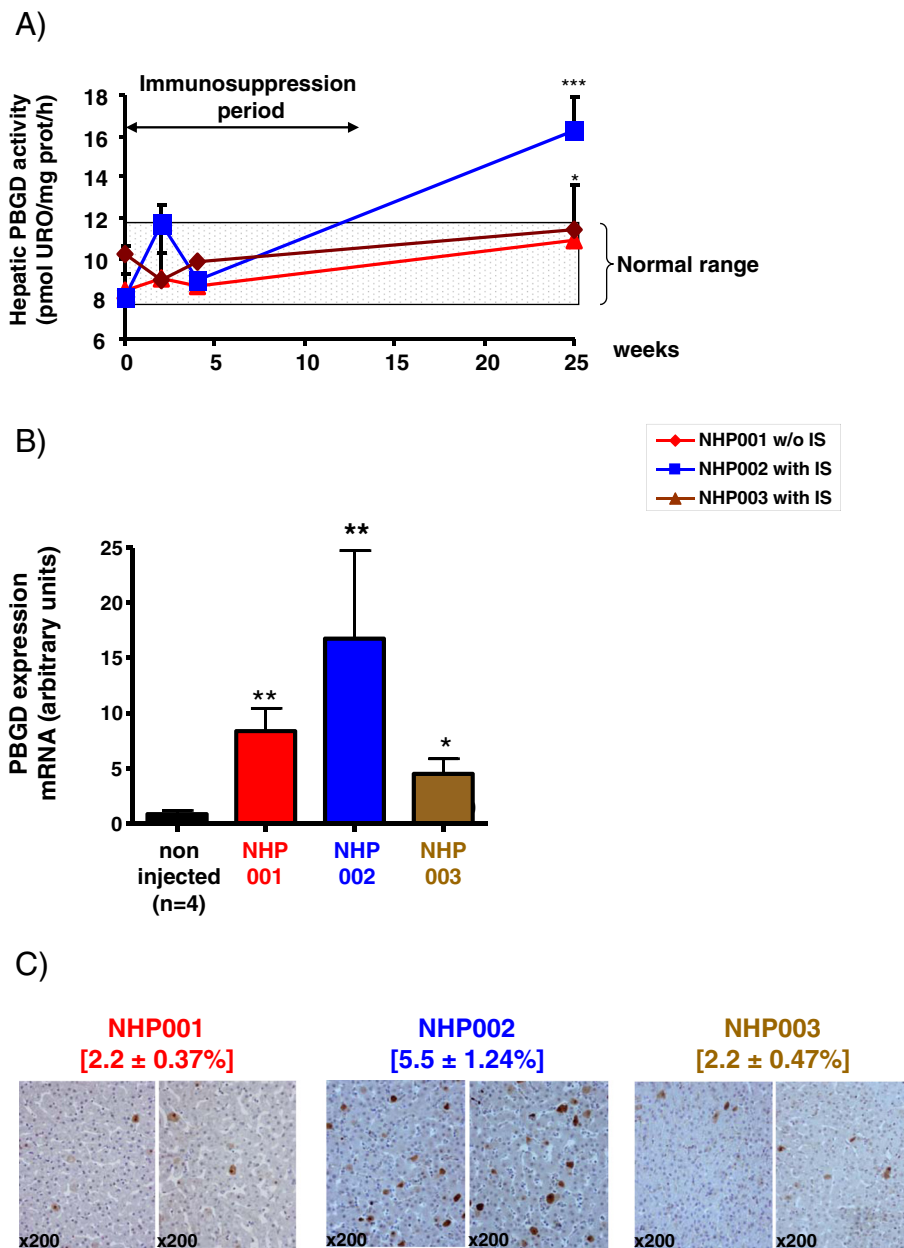 A)
Immunosuppression
period
Hepatic PBGD activity
(pmol URO/mg prot/h)
18
16
14
12
10
8
6
***
*
Normal range
0
5
10
15
20
25
weeks
B)
NHP001 w/o IS
NHP002 with IS
NHP003 with IS
PBGD expression
mRNA (arbitrary units)
25
20
15
10
5
0
**
**
*
non
injected
(n=4)
NHP
001
NHP
002
NHP
003
C)
NHP001
[2.2 ± 0.37%]
NHP002
[5.5 ± 1.24%]
NHP003
[2.2 ± 0.47%]
x200
x200
x200
x200
x200
x200